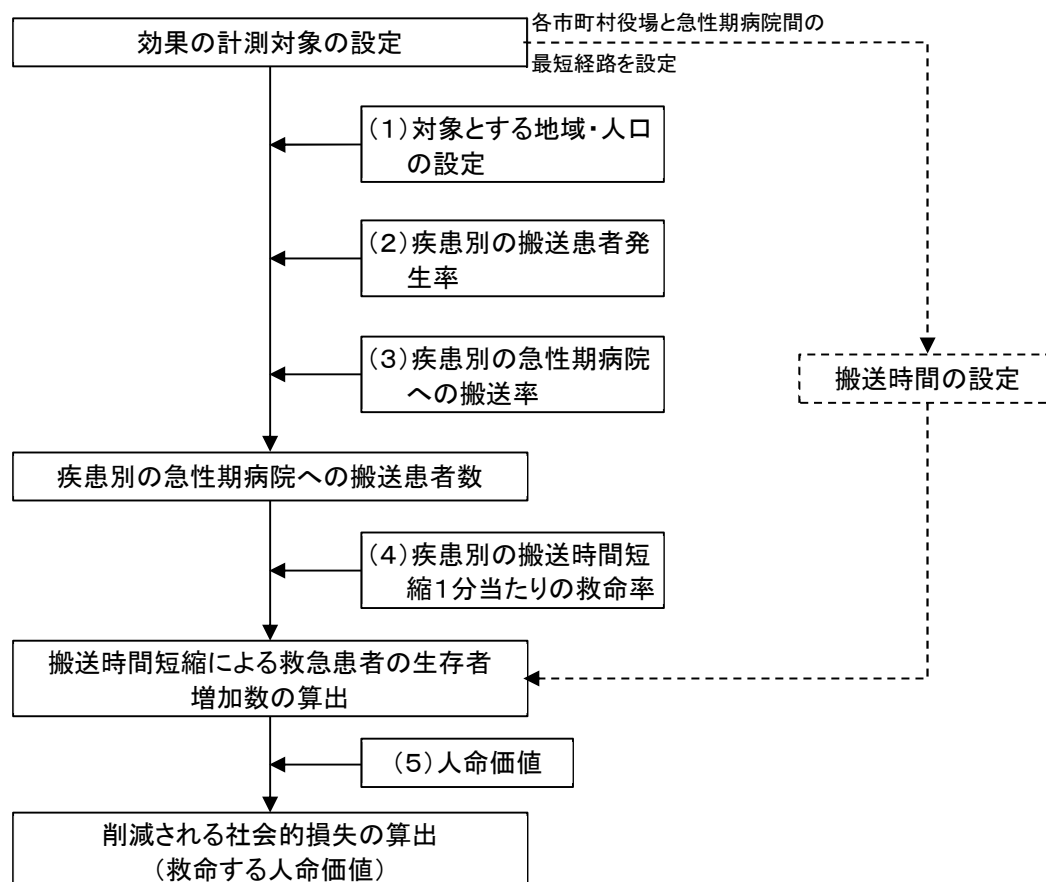 効果の計測対象の設定
各市町村役場と急性期病院間の
最短経路を設定
(1)対象とする地域・人口
の設定
(2)疾患別の搬送患者発
生率
(3)疾患別の急性期病院
への搬送率
搬送時間の設定
疾患別の急性期病院への搬送患者数
(4)疾患別の搬送時間短
縮1分当たりの救命率
搬送時間短縮による救急患者の生存者
増加数の算出
(5)人命価値
削減される社会的損失の算出
(救命する人命価値)